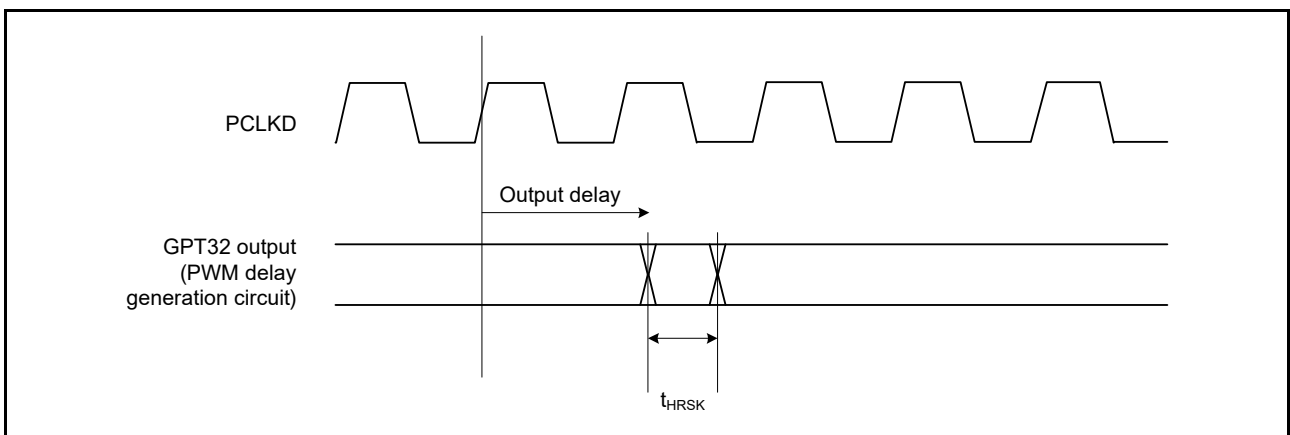 PCLKD
Output delay
GPT32 output
(PWM delay
generation circuit)
tHRSK